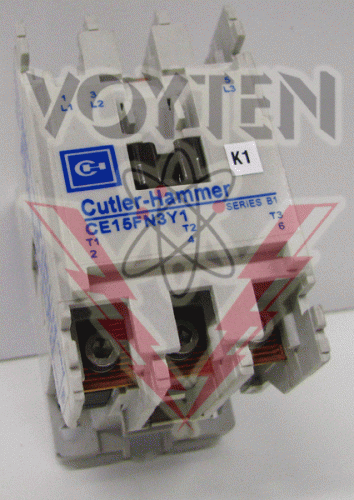 VOYTEN
1 3 5
L1 L2 L3
K1
CH
Cutler-Hammer
CE15FN3Y1 SERIES B1
T1 T2 T3
2 4 6